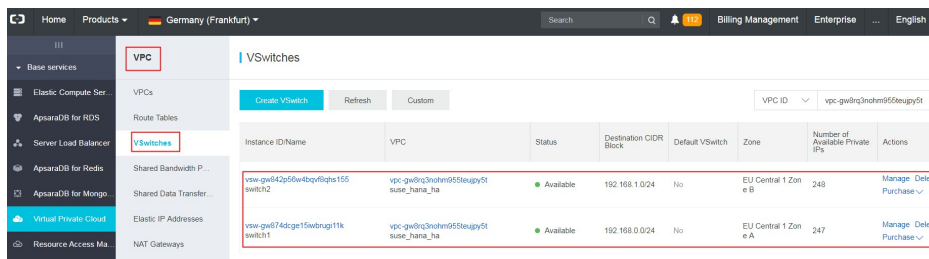 Home Products Germany (Frankfurt) Search 112 Billing Management Enterprise ... English
Base services
Elastic Compute Ser...
ApsaraDB for RDS
Server Load Balancer
ApsaraDB for Redis
ApsaraDB for Mongo...
Virtual Private Cloud
Resource Access Ma...
VPC
VPCs
Route Tables
VSwitches
Shared Bandwidth P...
Shared Data Transfer...
Elastic IP Addresses
NAT Gateways
VSwitches
Create VSwitch Refresh Custom VPC ID vpc-gw8rq3nohm955teujpy5t
Instance ID/Name VPC Status Destination CIDR Block Default VSwitch Zone Number of Available Private IPs Actions
vsw-gw842p56w4bqvf8qhs155 vpc-gw8rq3nohm955teujpy5t Available 192.168.1.0/24 No EU Central 1 Zon 248 Manage Dele
switch2 suse_hana_ha e B Purchase
vsw-gw874dcge15iwbrugi11k vpc-gw8rq3nohm955teujpy5t Available 192.168.0.0/24 No EU Central 1 Zon 247 Manage Dele
switch1 suse_hana_ha e A Purchase